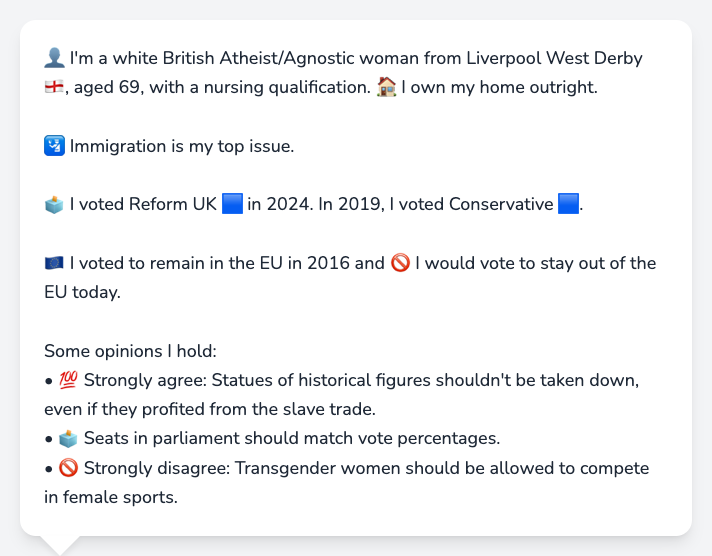 👤 I'm a white British Atheist/Agnostic woman from Liverpool West Derby
🏴󠁧󠁢󠁥󠁮󠁧󠁿, aged 69, with a nursing qualification. 🏠 I own my home outright.
🛂 Immigration is my top issue.
🗳️ I voted Reform UK 🟦 in 2024. In 2019, I voted Conservative 🟦.
🇪🇺 I voted to remain in the EU in 2016 and 🚫 I would vote to stay out of the
EU today.
Some opinions I hold:
• 💯 Strongly agree: Statues of historical figures shouldn't be taken down,
even if they profited from the slave trade.
• 🗳️ Seats in parliament should match vote percentages.
• 🚫 Strongly disagree: Transgender women should be allowed to compete
in female sports.